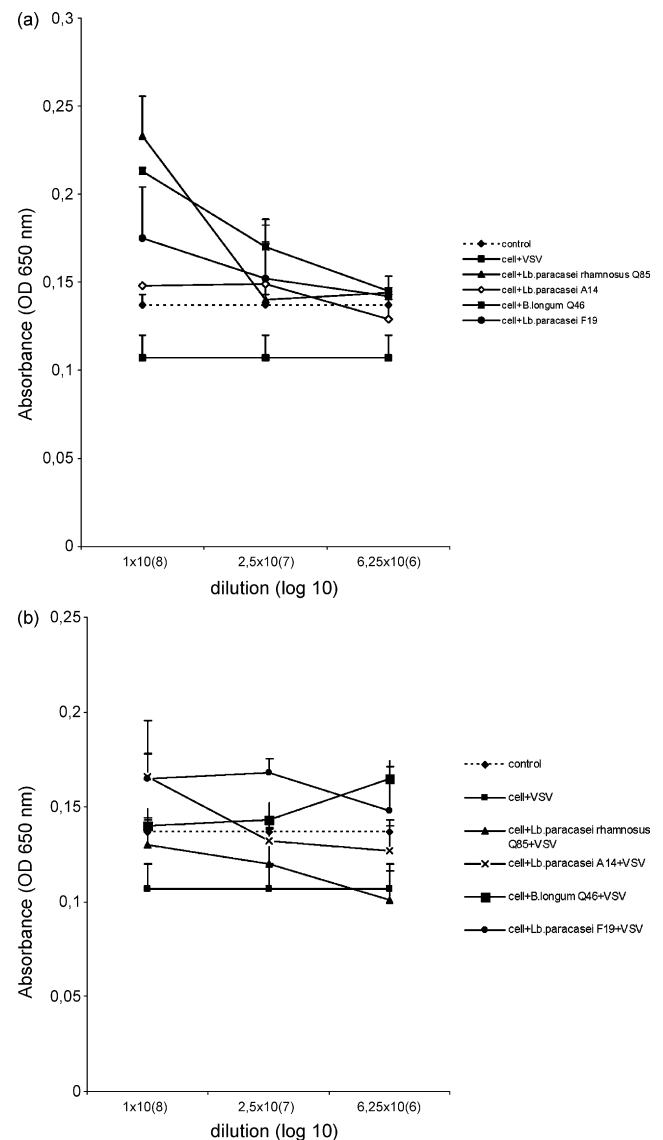 (a)
0,3
0,25
0,2
0,15
0,1
0,05
0
Absorbance (OD 650 nm)
1x10(8)
2,5x10(7)
6,25x10(6)
dilution (log 10)
control
cell+VSV
cell+Lb.paracasei rhamnosus Q85
cell+Lb.paracasei A14
cell+B.longum Q46
cell+Lb.paracasei F19
(b)
0,25
0,2
0,15
0,1
0,05
0
Absorbance (OD 650 nm)
1x10(8)
2,5x10(7)
6,25x10(6)
dilution (log 10)
control
cell+VSV
cell+Lb.paracasei rhamnosus
Q85+VSV
cell+Lb.paracasei A14+VSV
cell+B.longum Q46+VSV
cell+Lb.paracasei F19+VSV